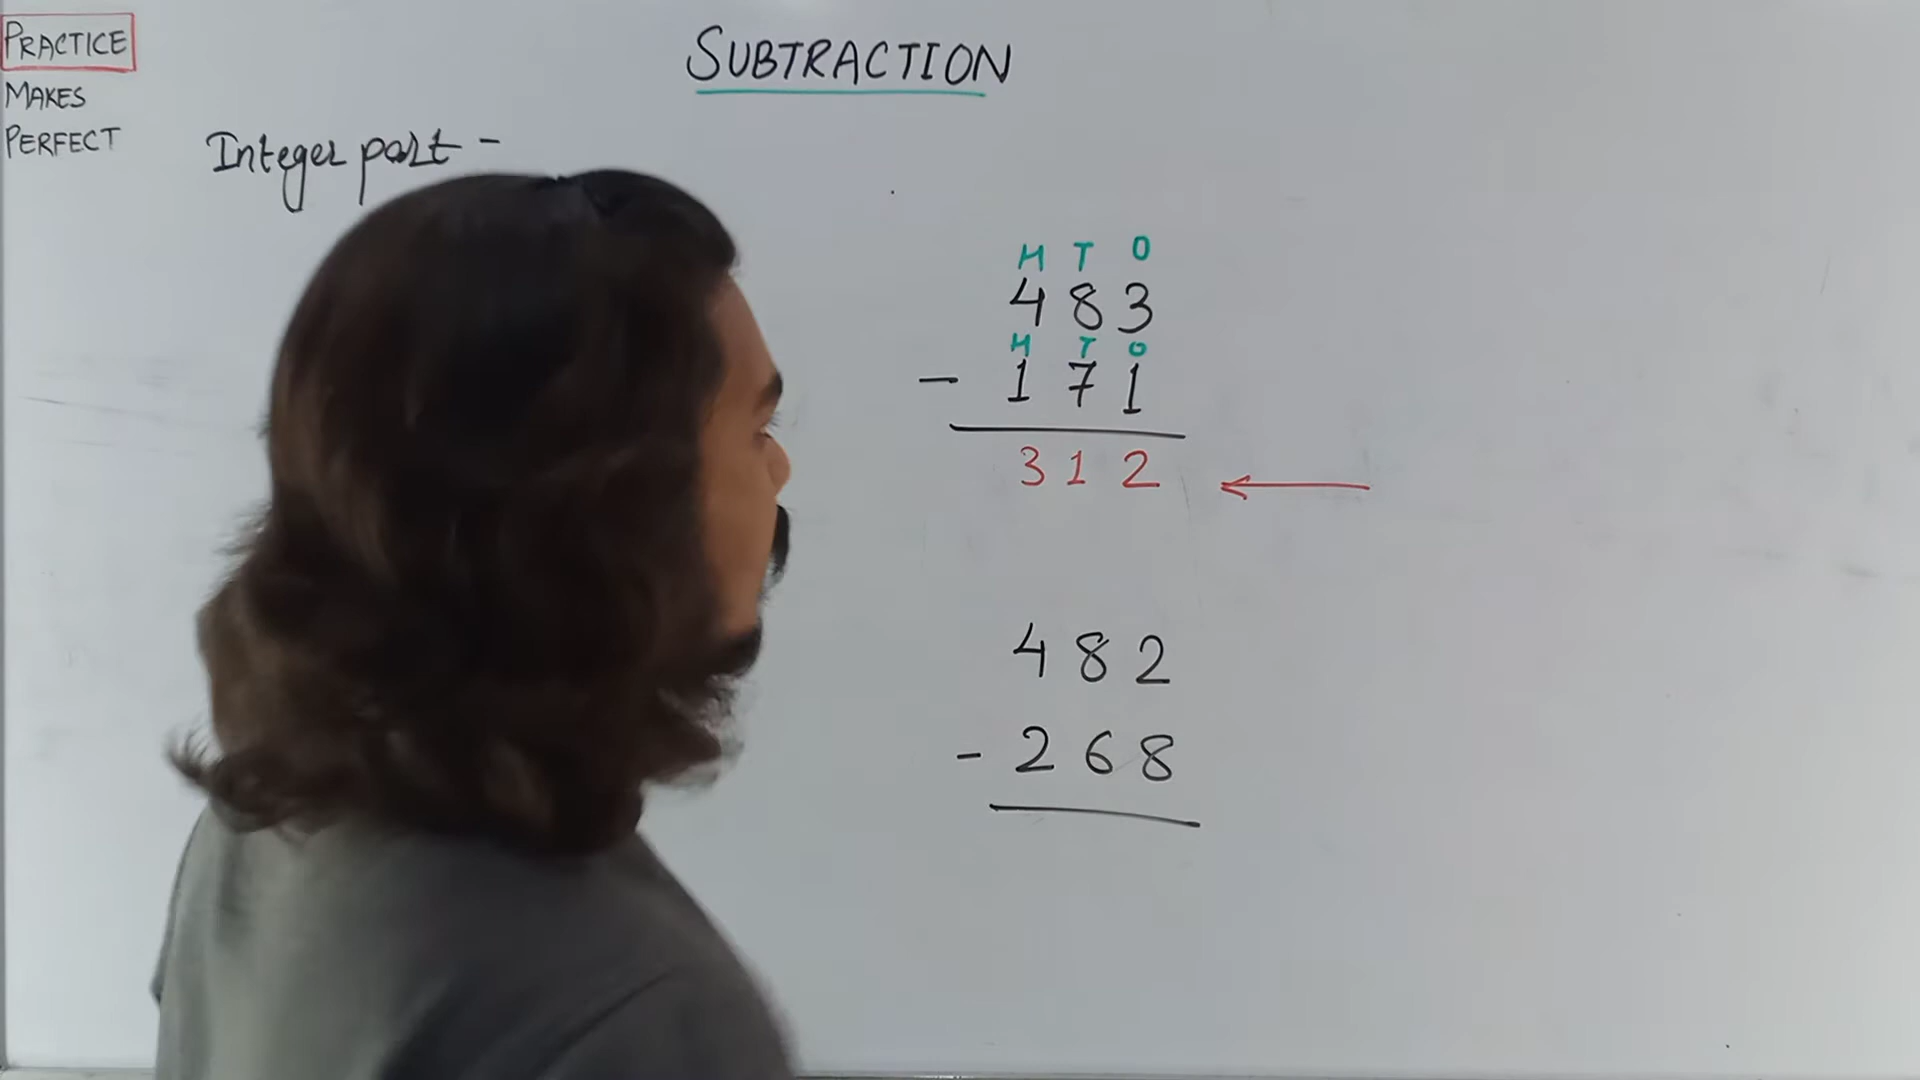 PRACTICE
MAKES
PERFECT
SUBTRACTION
Integer part -
H T O
4 8 3
H T O
- 1 7 1
3 1 2
4 8 2
- 2 6 8